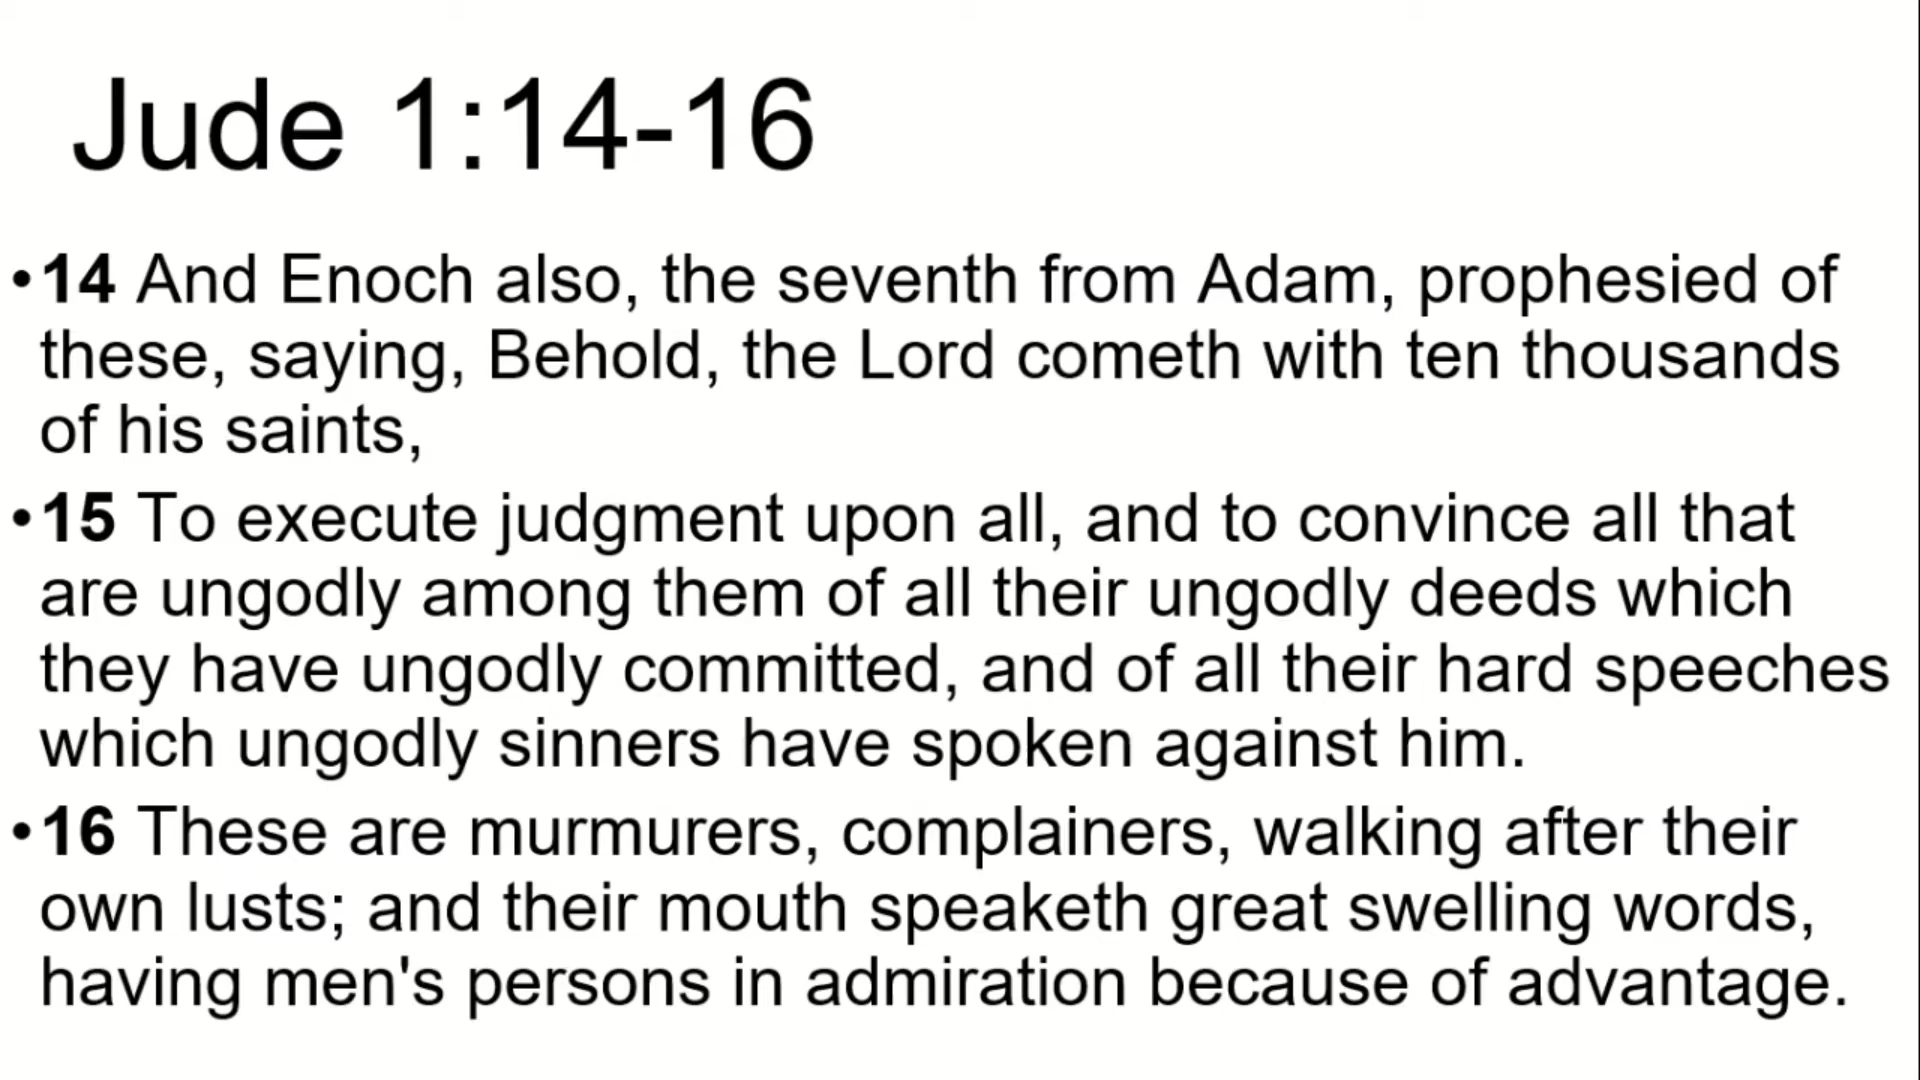 Jude 1:14-16
•14 And Enoch also, the seventh from Adam, prophesied of
these, saying, Behold, the Lord cometh with ten thousands
of his saints,
•15 To execute judgment upon all, and to convince all that
are ungodly among them of all their ungodly deeds which
they have ungodly committed, and of all their hard speeches
which ungodly sinners have spoken against him.
•16 These are murmurers, complainers, walking after their
own lusts; and their mouth speaketh great swelling words,
having men's persons in admiration because of advantage.